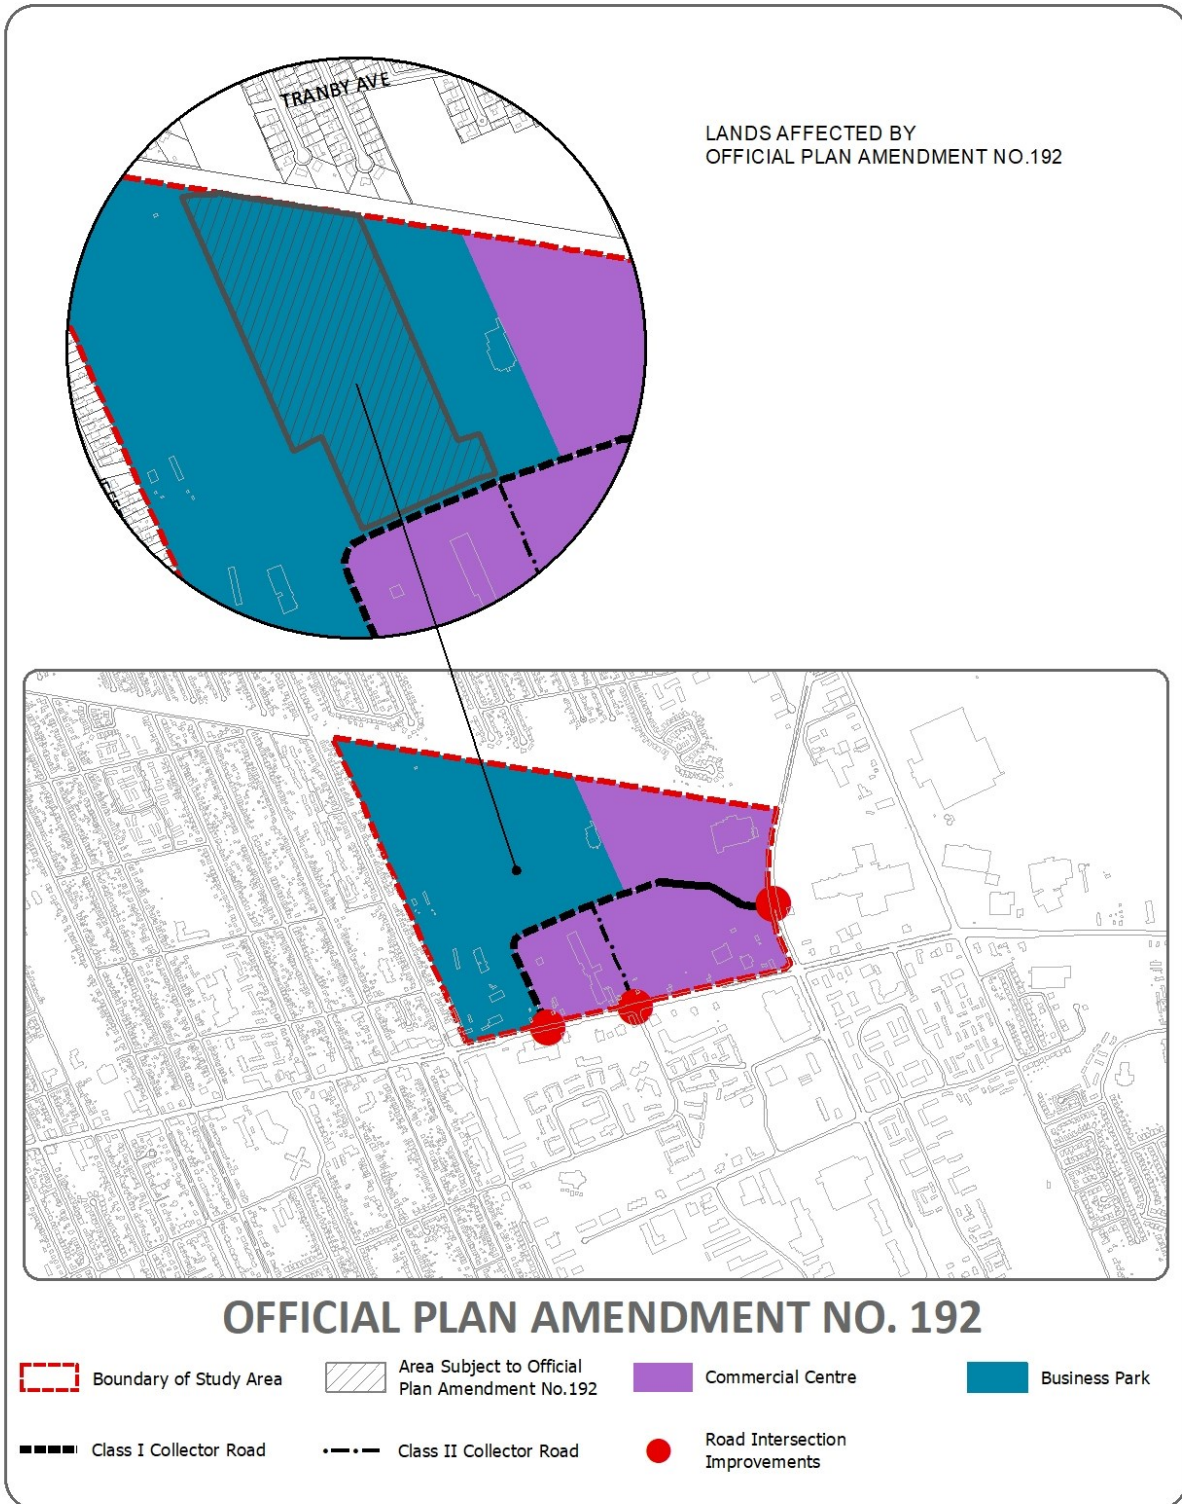 TRANBY AVE
LANDS AFFECTED BY
OFFICIAL PLAN AMENDMENT NO.192
OFFICIAL PLAN AMENDMENT NO. 192
Boundary of Study Area
Area Subject to Official
Plan Amendment No.192
Commercial Centre
Business Park
Class I Collector Road
Class II Collector Road
Road Intersection
Improvements